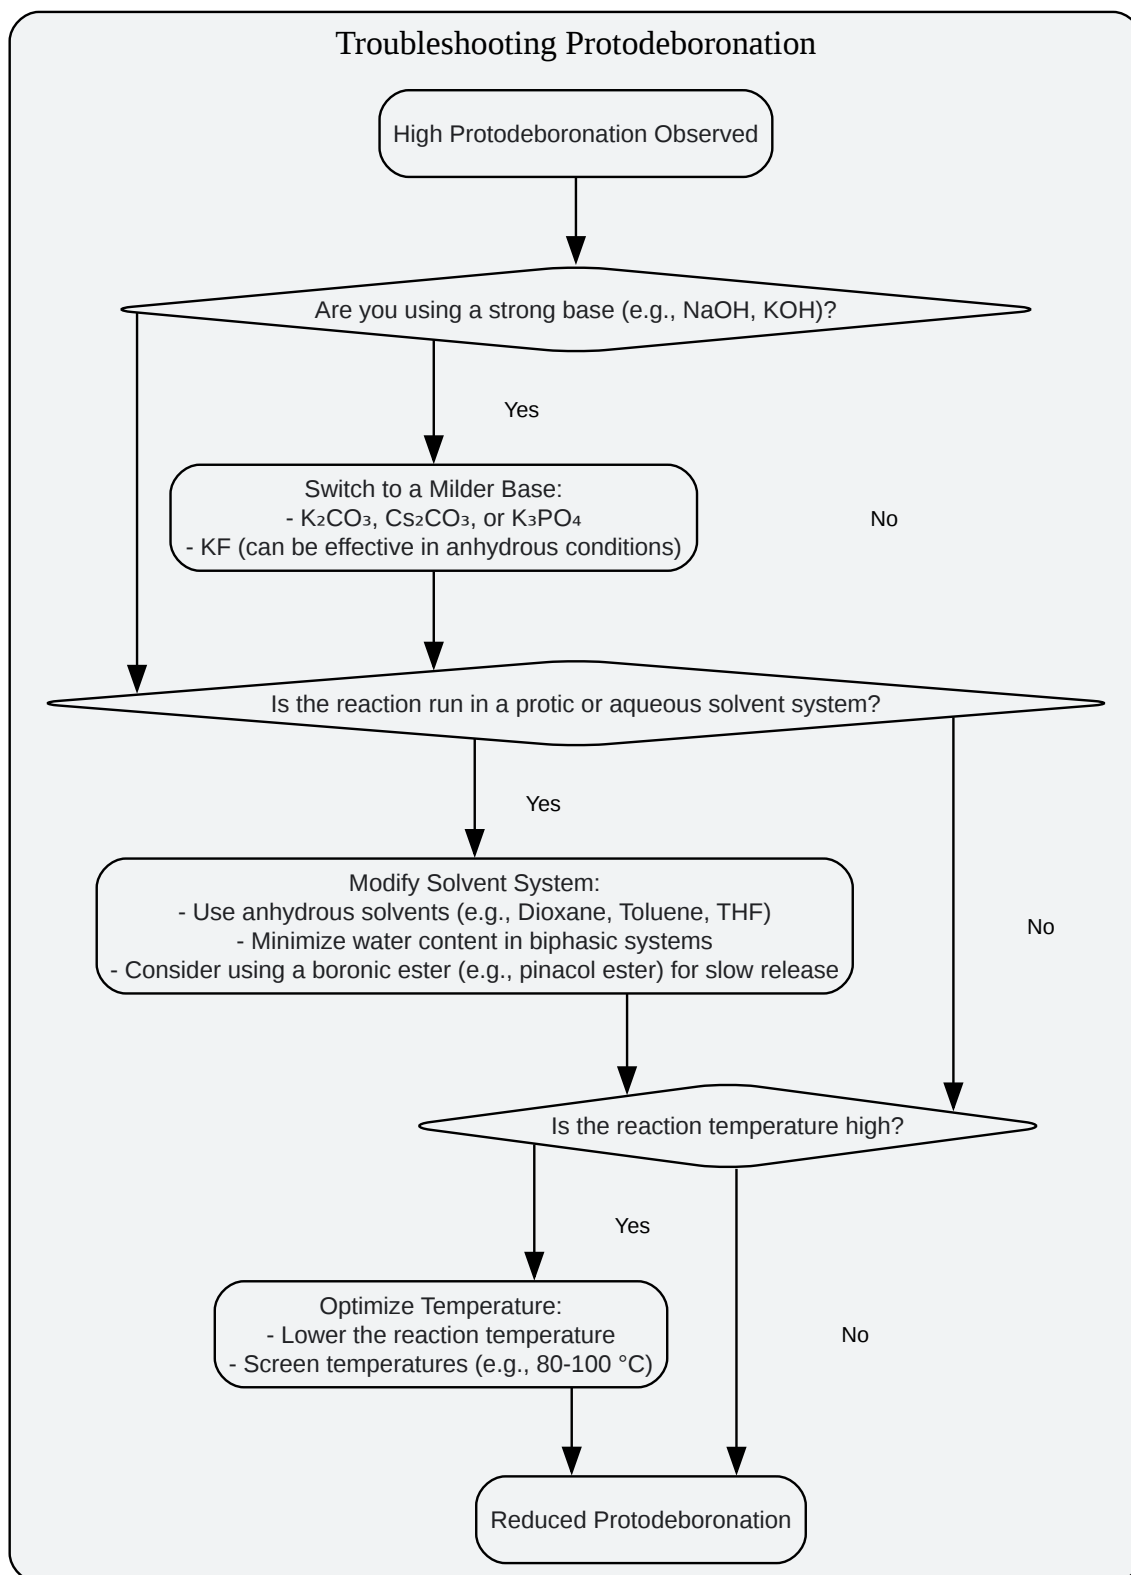 Troubleshooting Protodeboronation
High Protodeboronation Observed
Are you using a strong base (e.g., NaOH, KOH)?
Yes
Switch to a Milder Base:
- K₂CO₃, Cs₂CO₃, or K₃PO₄
- KF (can be effective in anhydrous conditions)
No
Is the reaction run in a protic or aqueous solvent system?
Yes
Modify Solvent System:
- Use anhydrous solvents (e.g., Dioxane, Toluene, THF)
- Minimize water content in biphasic systems
- Consider using a boronic ester (e.g., pinacol ester) for slow release
No
Is the reaction temperature high?
Yes
Optimize Temperature:
- Lower the reaction temperature
- Screen temperatures (e.g., 80-100 °C)
No
Reduced Protodeboronation